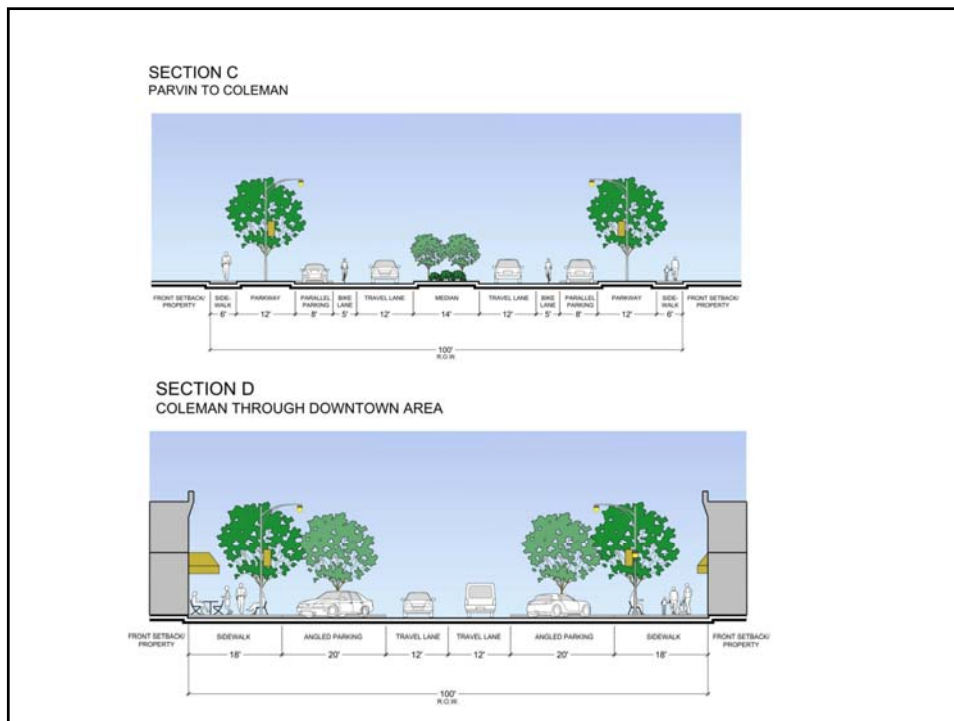 SECTION C
PARVIN TO COLEMAN
FRONT SETBACK/
PROPERTY
SIDE-
WALK
6'
PARKWAY
12'
PARALLEL
PARKING
8'
BIKE
LANE
5'
TRAVEL LANE
12'
MEDIAN
14'
TRAVEL LANE
12'
BIKE
LANE
5'
PARALLEL
PARKING
8'
PARKWAY
12'
SIDE-
WALK
6'
FRONT SETBACK/
PROPERTY
100'
R.O.W.
SECTION D
COLEMAN THROUGH DOWNTOWN AREA
FRONT SETBACK/
PROPERTY
SIDEWALK
18'
ANGLED PARKING
20'
TRAVEL LANE
12'
TRAVEL LANE
12'
ANGLED PARKING
20'
SIDEWALK
18'
FRONT SETBACK/
PROPERTY
100'
R.O.W.